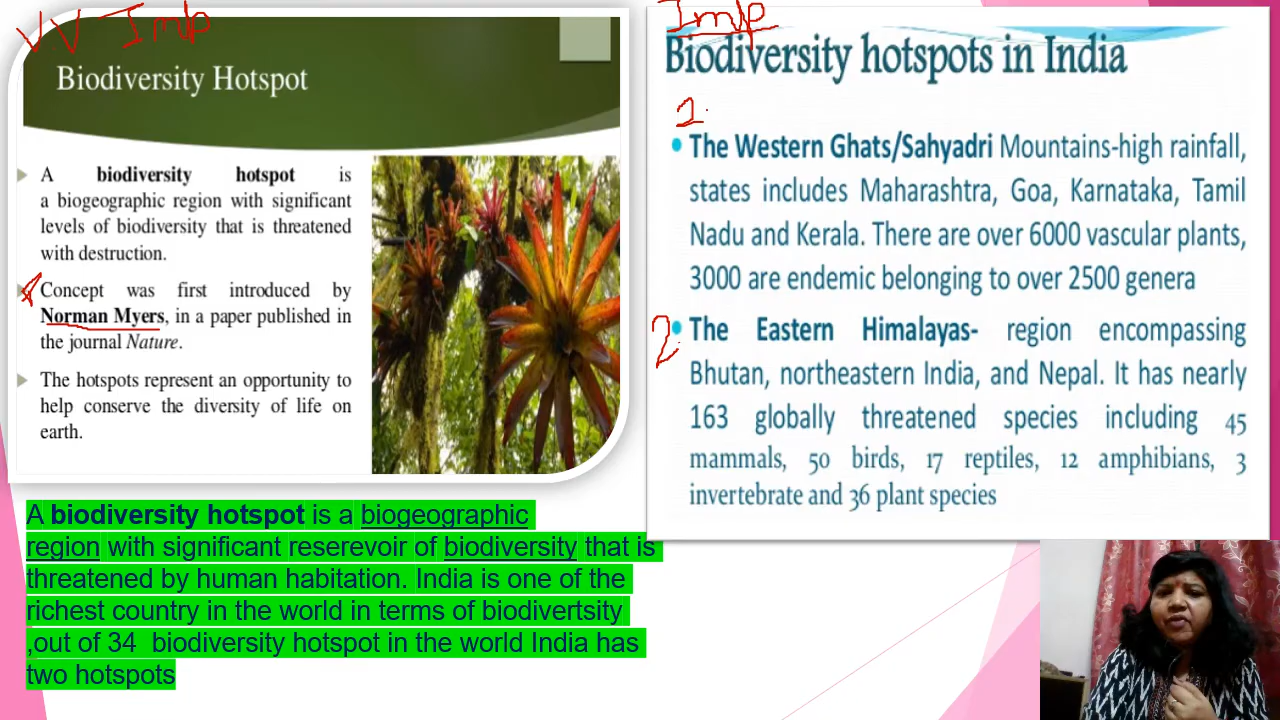 VV Imp
Biodiversity Hotspot
A biodiversity hotspot is
a biogeographic region with significant
levels of biodiversity that is threatened
with destruction.
Concept was first introduced by
Norman Myers, in a paper published in
the journal Nature.
The hotspots represent an opportunity to
help conserve the diversity of life on
earth.
A biodiversity hotspot is a biogeographic
region with significant reserevoir of biodiversity that is
threatened by human habitation. India is one of the
richest country in the world in terms of biodivertsity
,out of 34 biodiversity hotspot in the world India has
two hotspots
Imp
Biodiversity hotspots in India
1.
• The Western Ghats/Sahyadri Mountains-high rainfall,
states includes Maharashtra, Goa, Karnataka, Tamil
Nadu and Kerala. There are over 6000 vascular plants,
3000 are endemic belonging to over 2500 genera
2.
• The Eastern Himalayas- region encompassing
Bhutan, northeastern India, and Nepal. It has nearly
163 globally threatened species including 45
mammals, 50 birds, 17 reptiles, 12 amphibians, 3
invertebrate and 36 plant species